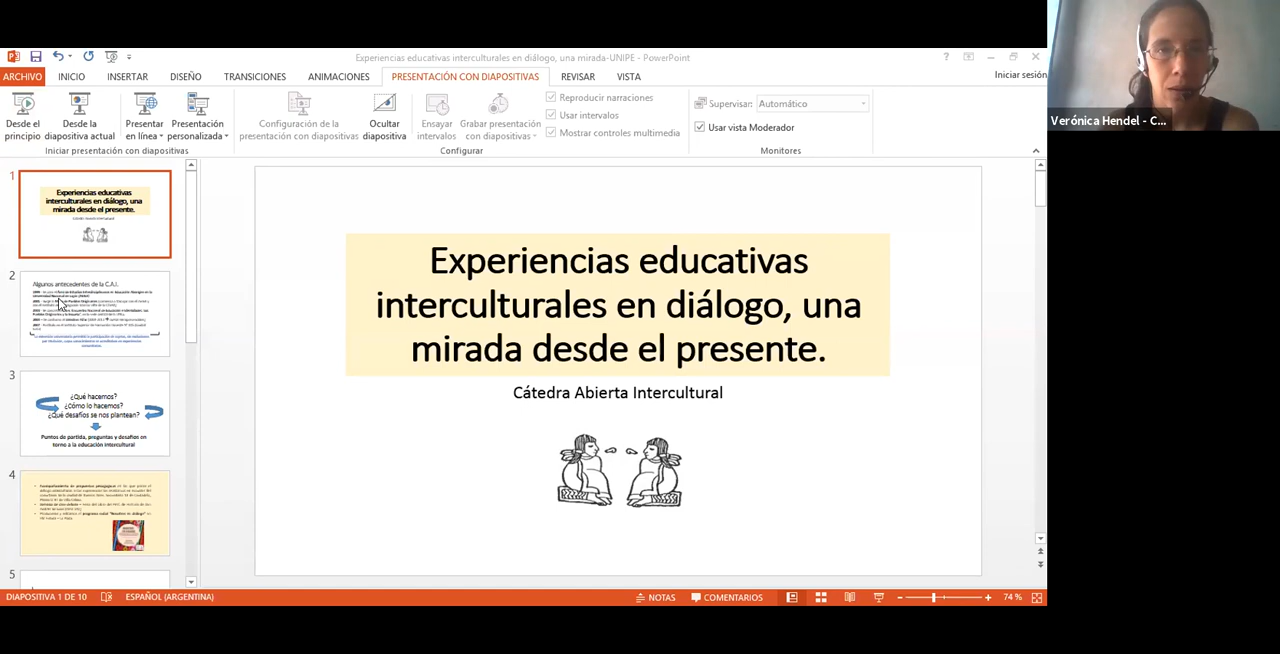 Experiencias educativas interculturales en diálogo, una mirada-UNIPE - PowerPoint
ARCHIVO INICIO INSERTAR DISEÑO TRANSICIONES ANIMACIONES PRESENTACIÓN CON DIAPOSITIVAS REVISAR VISTA Iniciar sesión
Desde el principio
Desde la diapositiva actual
Presentar en línea
Presentación personalizada
Configuración de la presentación con diapositivas
Ocultar diapositiva
Ensayar intervalos
Grabar presentación con diapositivas
Reproducir narraciones
Usar intervalos
Mostrar controles multimedia
Supervisar: Automático
Usar vista Moderador
Iniciar presentación con diapositivas
Configurar
Monitores
Verónica Hendel - C...
1
Experiencias educativas
interculturales en diálogo, una
mirada desde el presente.
2
Algunos antecedentes de la C.A.I.
3
¿Qué hacemos?
¿Cómo lo hacemos?
¿Qué desafíos se nos plantean?
Puntos de partida, preguntas y desafíos en
torno a la educación intercultural
4
5
Experiencias educativas
interculturales en diálogo, una
mirada desde el presente.
Cátedra Abierta Intercultural
DIAPOSITIVA 1 DE 10 ESPAÑOL (ARGENTINA) NOTAS COMENTARIOS 74 %